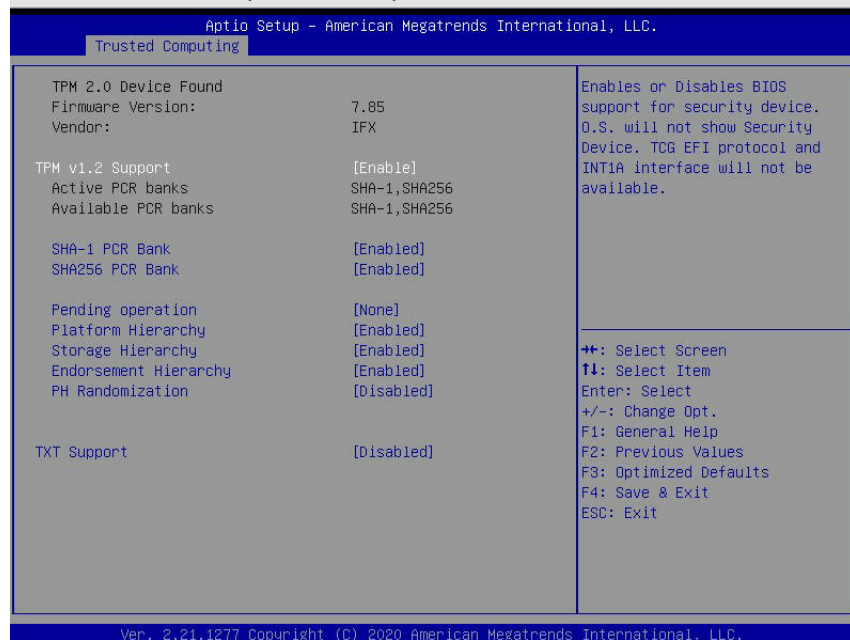 Aptio Setup – American Megatrends International, LLC.
Trusted Computing
TPM 2.0 Device Found
Firmware Version: 7.85
Vendor: IFX
TPM v1.2 Support [Enable]
Active PCR banks SHA-1,SHA256
Available PCR banks SHA-1,SHA256
SHA-1 PCR Bank [Enabled]
SHA256 PCR Bank [Enabled]
Pending operation [None]
Platform Hierarchy [Enabled]
Storage Hierarchy [Enabled]
Endorsement Hierarchy [Enabled]
PH Randomization [Disabled]
TXT Support [Disabled]
Enables or Disables BIOS
support for security device.
O.S. will not show Security
Device. TCG EFI protocol and
INT1A interface will not be
available.
→←: Select Screen
↑↓: Select Item
Enter: Select
+/-: Change Opt.
F1: General Help
F2: Previous Values
F3: Optimized Defaults
F4: Save & Exit
ESC: Exit
Ver. 2.21.1277 Copyright (C) 2020 American Megatrends International, LLC.